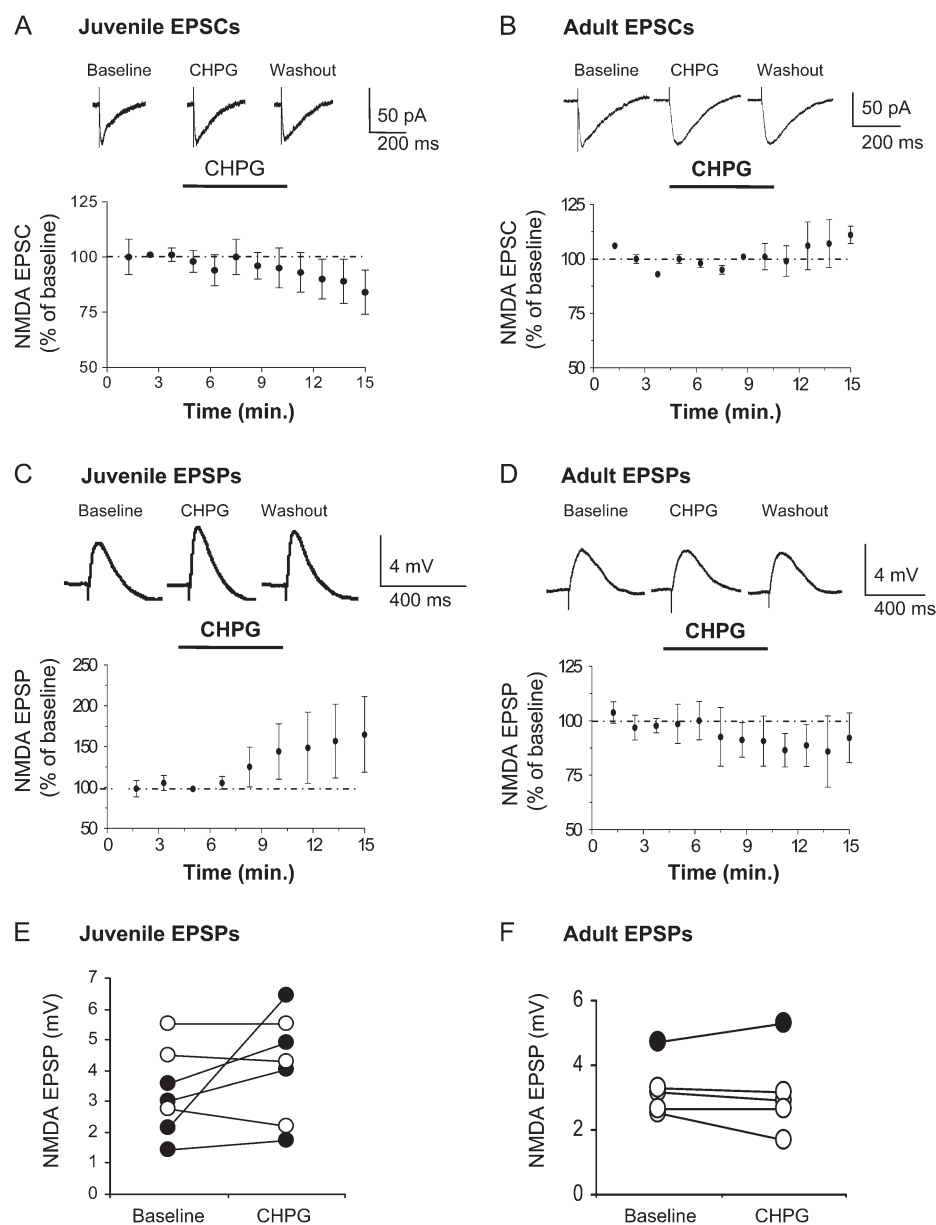 A Juvenile EPSCs
Baseline CHPG Washout
50 pA
200 ms
CHPG
NMDA EPSC
(% of baseline)
125
100
75
50
0 3 6 9 12 15
Time (min.)
B Adult EPSCs
Baseline CHPG Washout
50 pA
200 ms
CHPG
NMDA EPSC
(% of baseline)
125
100
75
50
0 3 6 9 12 15
Time (min.)
C Juvenile EPSPs
Baseline CHPG Washout
4 mV
400 ms
CHPG
NMDA EPSP
(% of baseline)
250
200
150
100
50
0 3 6 9 12 15
Time (min.)
D Adult EPSPs
Baseline CHPG Washout
4 mV
400 ms
CHPG
NMDA EPSP
(% of baseline)
125
100
75
50
0 3 6 9 12 15
Time (min.)
E Juvenile EPSPs
NMDA EPSP (mV)
7
6
5
4
3
2
1
0
Baseline CHPG
F Adult EPSPs
NMDA EPSP (mV)
6
4
2
0
Baseline CHPG